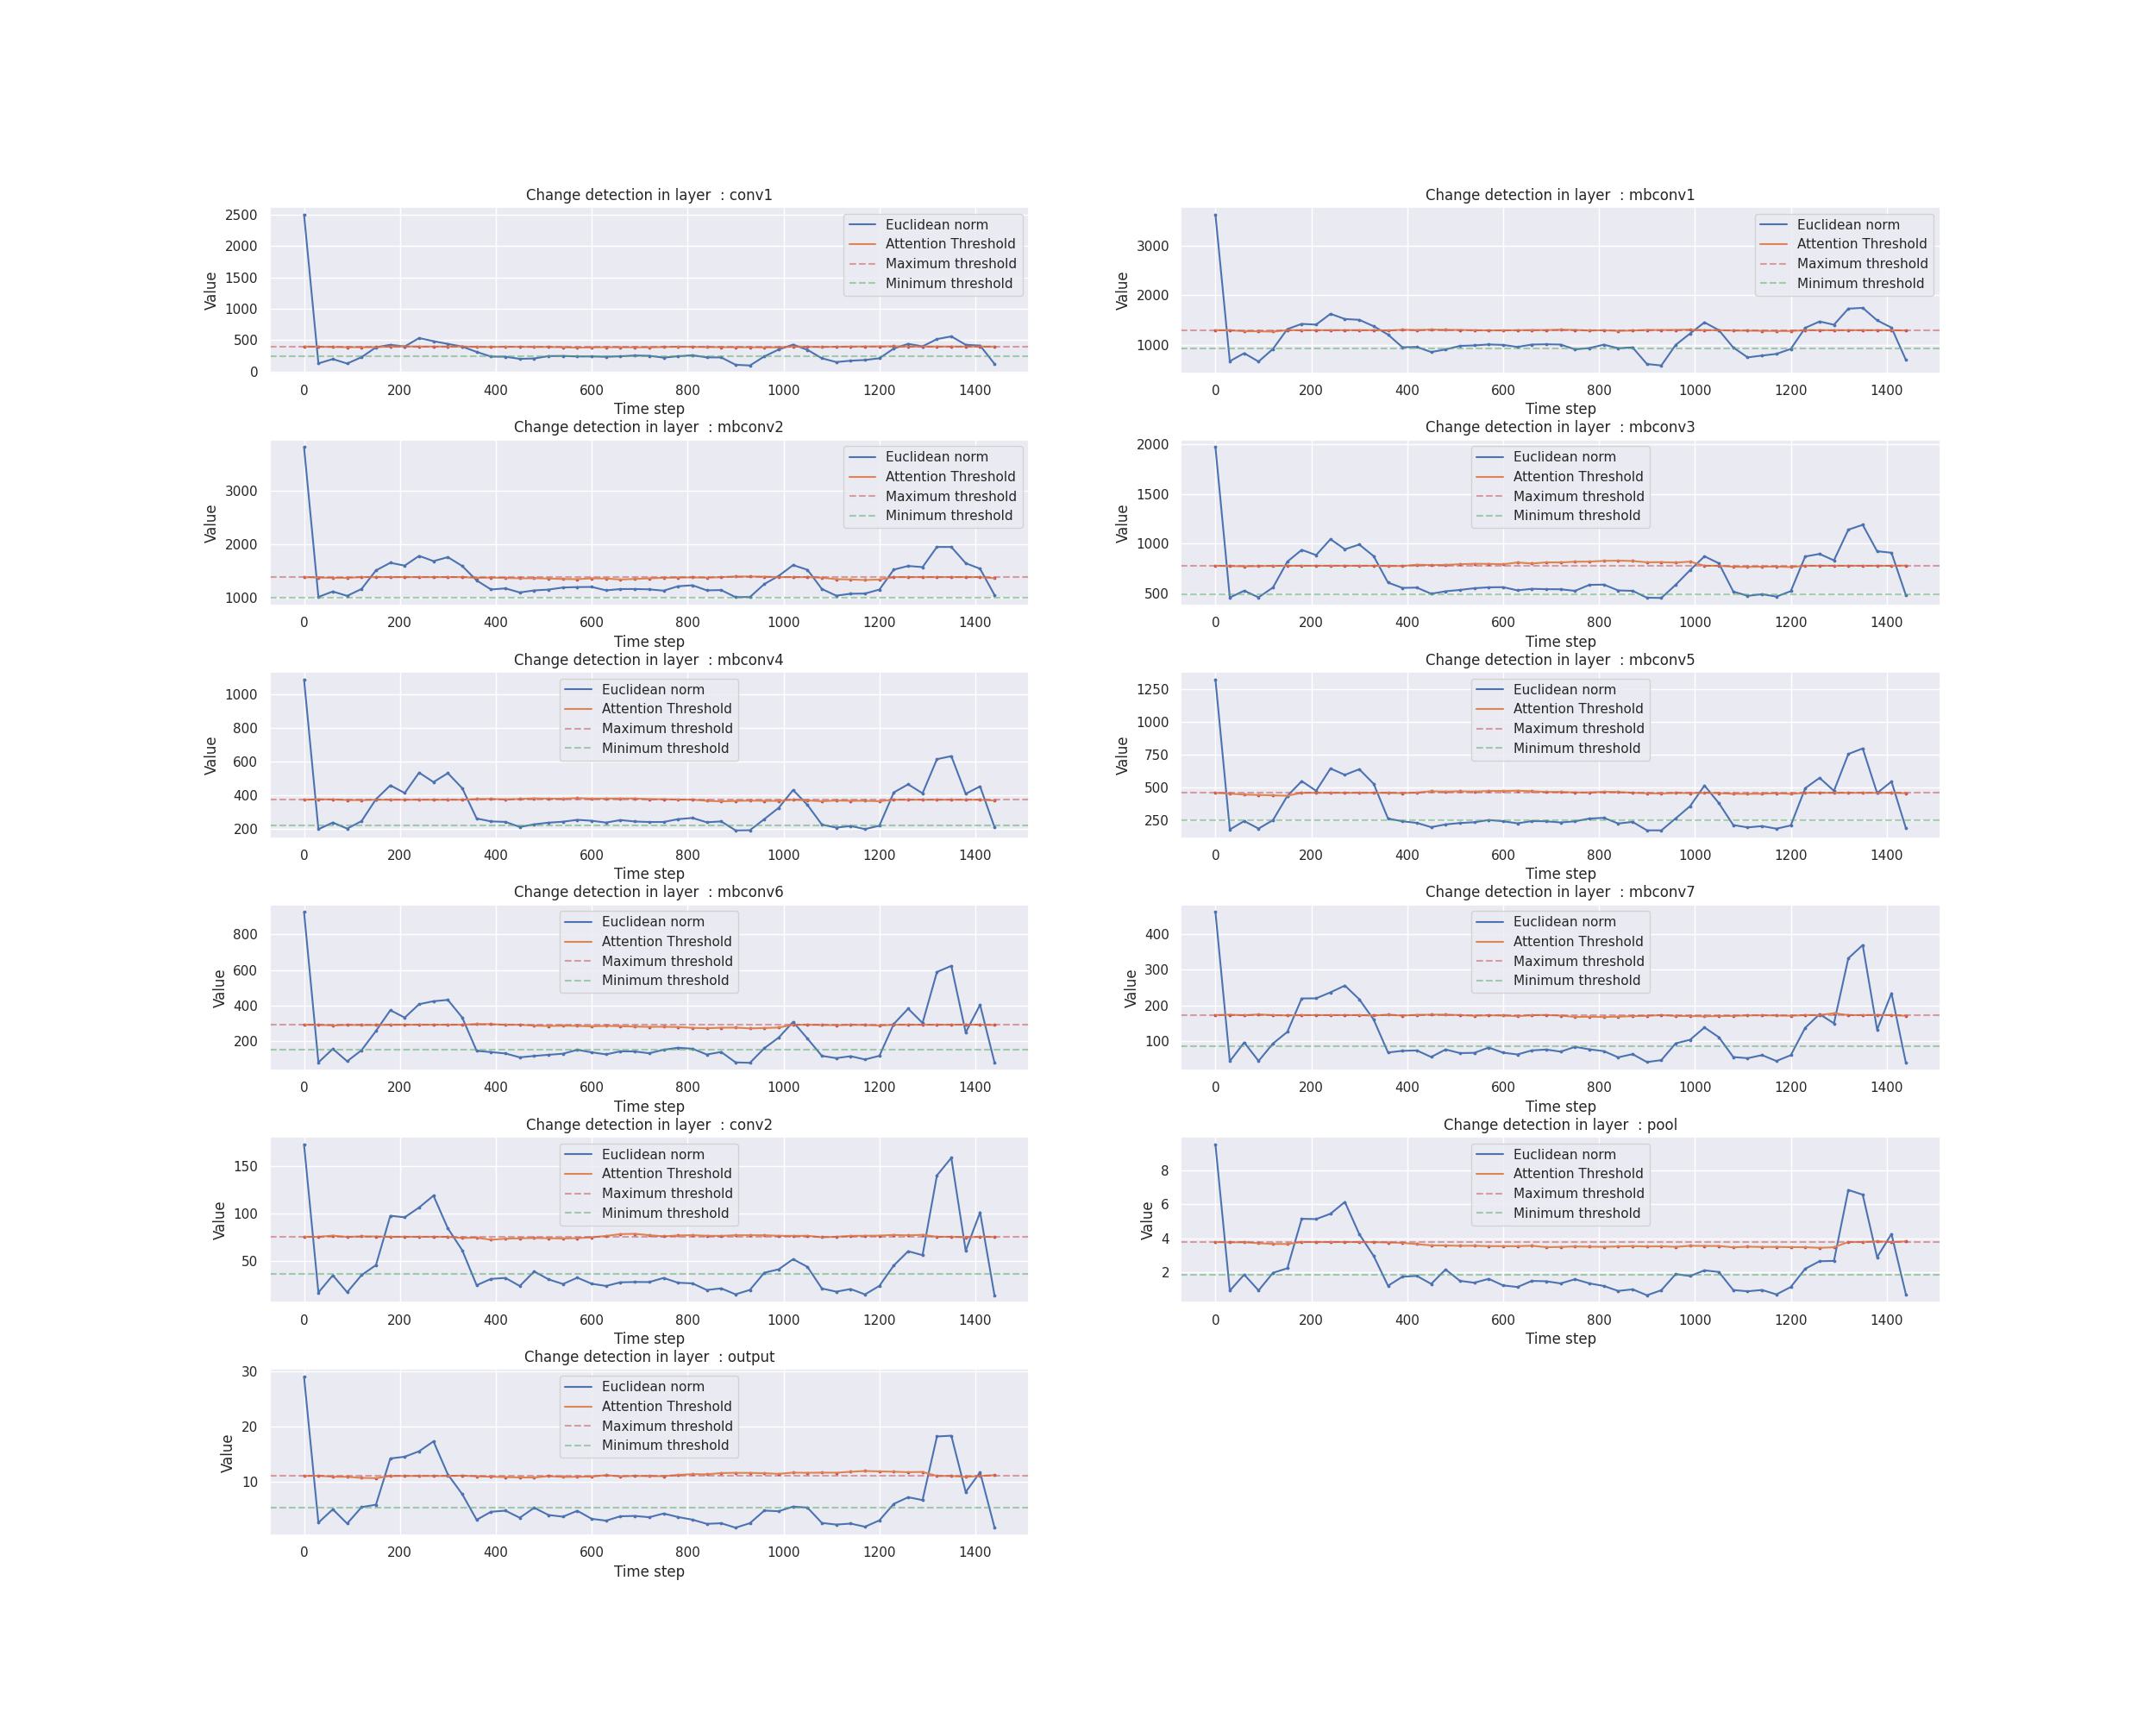 Change detection in layer : conv1
Value
2500
2000
1500
1000
500
0
Euclidean norm
Attention Threshold
Maximum threshold
Minimum threshold
0 200 400 600 800 1000 1200 1400
Time step
Change detection in layer : mbconv1
Value
3000
2000
1000
Euclidean norm
Attention Threshold
Maximum threshold
Minimum threshold
0 200 400 600 800 1000 1200 1400
Time step
Change detection in layer : mbconv2
Value
3000
2000
1000
Euclidean norm
Attention Threshold
Maximum threshold
Minimum threshold
0 200 400 600 800 1000 1200 1400
Time step
Change detection in layer : mbconv3
Value
2000
1500
1000
500
Euclidean norm
Attention Threshold
Maximum threshold
Minimum threshold
0 200 400 600 800 1000 1200 1400
Time step
Change detection in layer : mbconv4
Value
1000
800
600
400
200
Euclidean norm
Attention Threshold
Maximum threshold
Minimum threshold
0 200 400 600 800 1000 1200 1400
Time step
Change detection in layer : mbconv5
Value
1250
1000
750
500
250
Euclidean norm
Attention Threshold
Maximum threshold
Minimum threshold
0 200 400 600 800 1000 1200 1400
Time step
Change detection in layer : mbconv6
Value
800
600
400
200
Euclidean norm
Attention Threshold
Maximum threshold
Minimum threshold
0 200 400 600 800 1000 1200 1400
Time step
Change detection in layer : mbconv7
Value
400
300
200
100
Euclidean norm
Attention Threshold
Maximum threshold
Minimum threshold
0 200 400 600 800 1000 1200 1400
Time step
Change detection in layer : conv2
Value
150
100
50
Euclidean norm
Attention Threshold
Maximum threshold
Minimum threshold
0 200 400 600 800 1000 1200 1400
Time step
Change detection in layer : pool
Value
8
6
4
2
Euclidean norm
Attention Threshold
Maximum threshold
Minimum threshold
0 200 400 600 800 1000 1200 1400
Time step
Change detection in layer : output
Value
30
20
10
Euclidean norm
Attention Threshold
Maximum threshold
Minimum threshold
0 200 400 600 800 1000 1200 1400
Time step